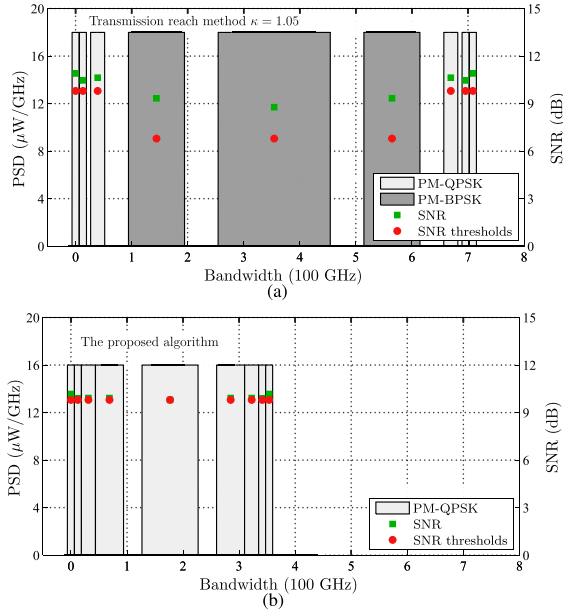 Transmission reach method κ = 1.05
20
16
12
8
4
0
PSD (μW/GHz)
15
12
9
6
3
0
SNR (dB)
PM-QPSK
PM-BPSK
SNR
SNR thresholds
0 1 2 3 4 5 6 7 8
Bandwidth (100 GHz)
(a)
The proposed algorithm
20
16
12
8
4
0
PSD (μW/GHz)
15
12
9
6
3
0
SNR (dB)
PM-QPSK
SNR
SNR thresholds
0 1 2 3 4 5 6 7 8
Bandwidth (100 GHz)
(b)